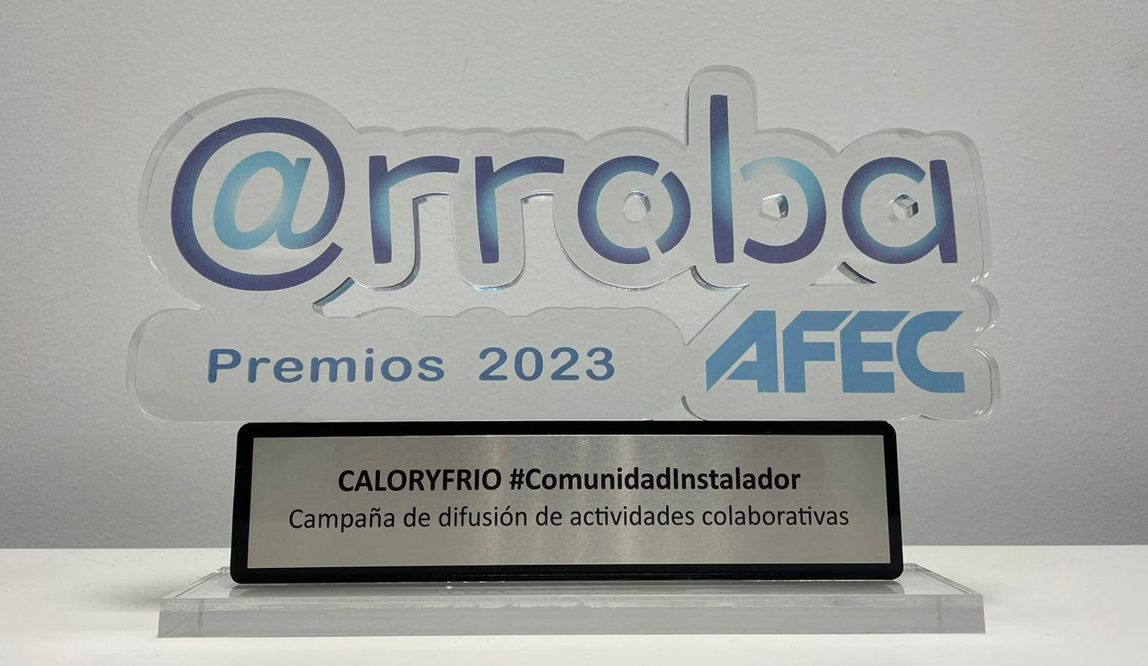 @rroba
Premios 2023
AFEC
CALORYFRIO #ComunidadInstalador
Campaña de difusión de actividades colaborativas